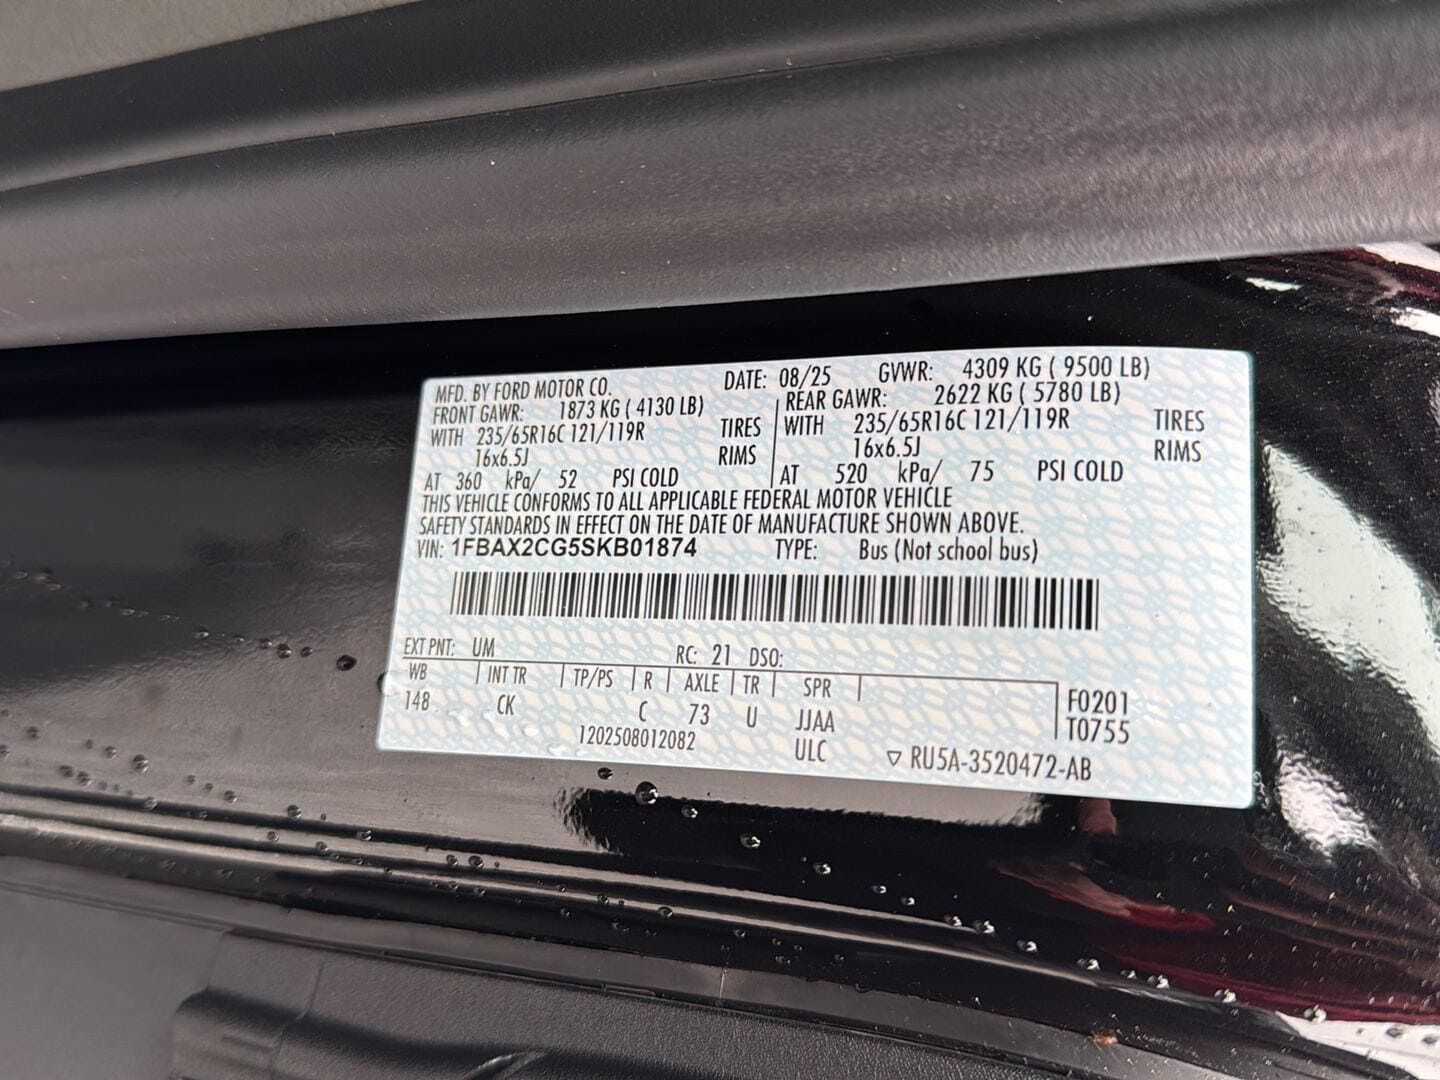 MFD. BY FORD MOTOR CO. DATE: 08/25 GVWR: 4309 KG ( 9500 LB)
FRONT GAWR: 1873 KG ( 4130 LB) REAR GAWR: 2622 KG ( 5780 LB)
WITH 235/65R16C 121/119R TIRES WITH 235/65R16C 121/119R TIRES
16x6.5J RIMS 16x6.5J RIMS
AT 360 kPa/ 52 PSI COLD AT 520 kPa/ 75 PSI COLD
THIS VEHICLE CONFORMS TO ALL APPLICABLE FEDERAL MOTOR VEHICLE
SAFETY STANDARDS IN EFFECT ON THE DATE OF MANUFACTURE SHOWN ABOVE.
VIN: 1FBAX2CG5SKB01874 TYPE: Bus (Not school bus)
EXT PNT: UM RC: 21 DSO:
WB INT TR TP/PS R AXLE TR SPR
148 CK C 73 U JJAA F0201
1202508012082 ULC T0755
▽ RU5A-3520472-AB